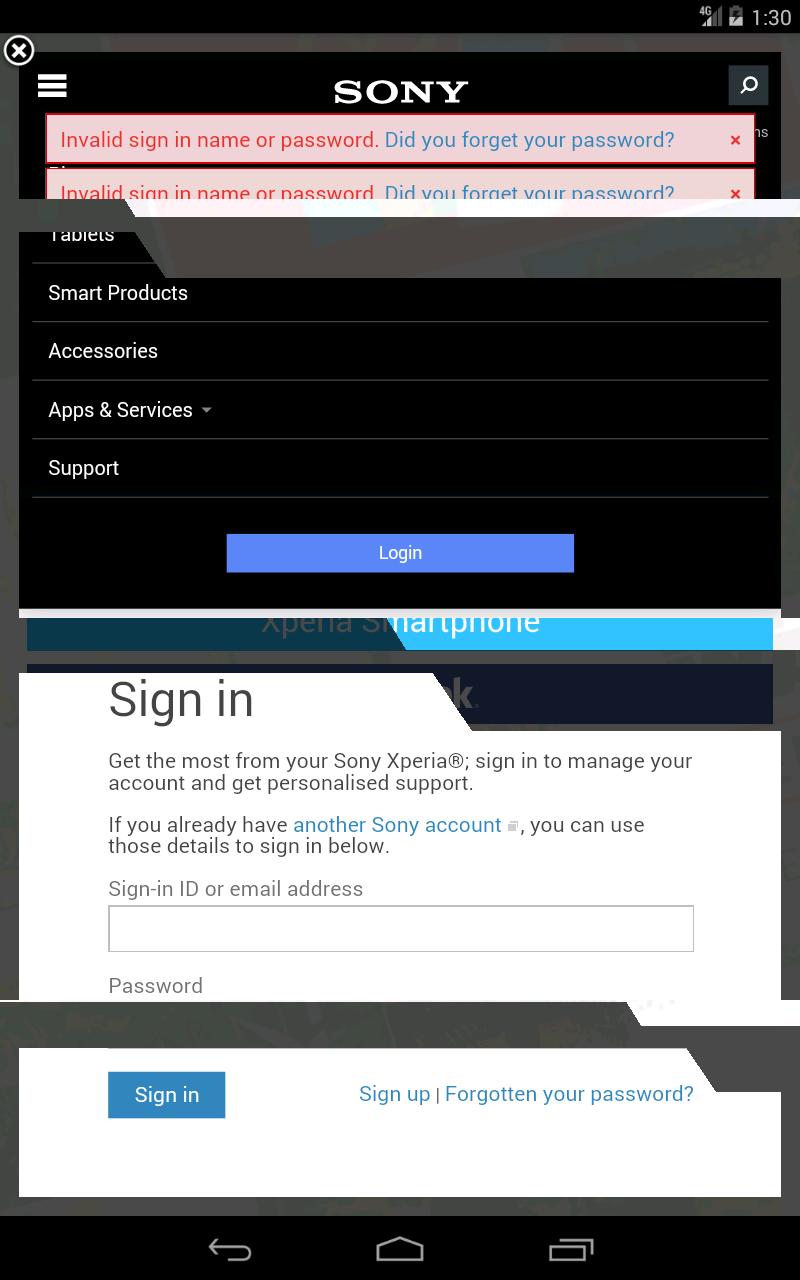 4G 1:30
SONY
Invalid sign in name or password. Did you forget your password? ×
Invalid sign in name or password. Did you forget your password? ×
Tablets
Smart Products
Accessories
Apps & Services
Support
Login
Xperia Smartphone
Sign in
Get the most from your Sony Xperia®; sign in to manage your
account and get personalised support.
If you already have another Sony account , you can use
those details to sign in below.
Sign-in ID or email address
Password
Sign in
Sign up | Forgotten your password?